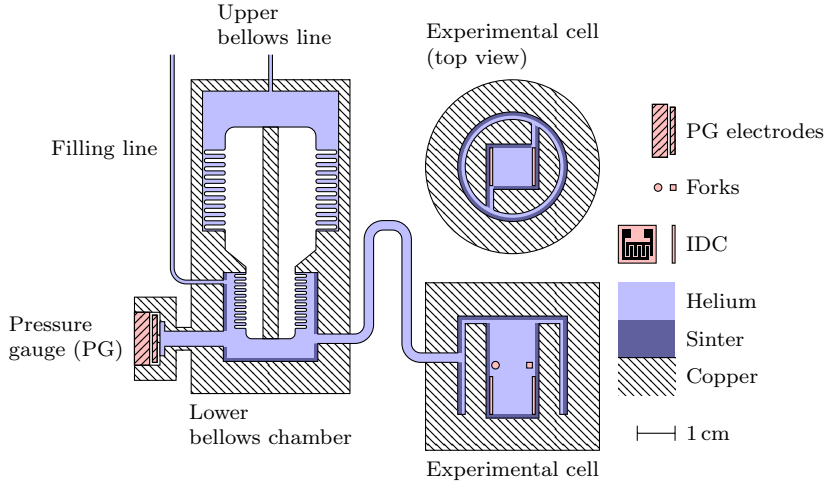 Upper
bellows line
Experimental cell
(top view)
Filling line
PG electrodes
Forks
IDC
Helium
Sinter
Copper
1 cm
Pressure
gauge (PG)
Lower
bellows chamber
Experimental cell